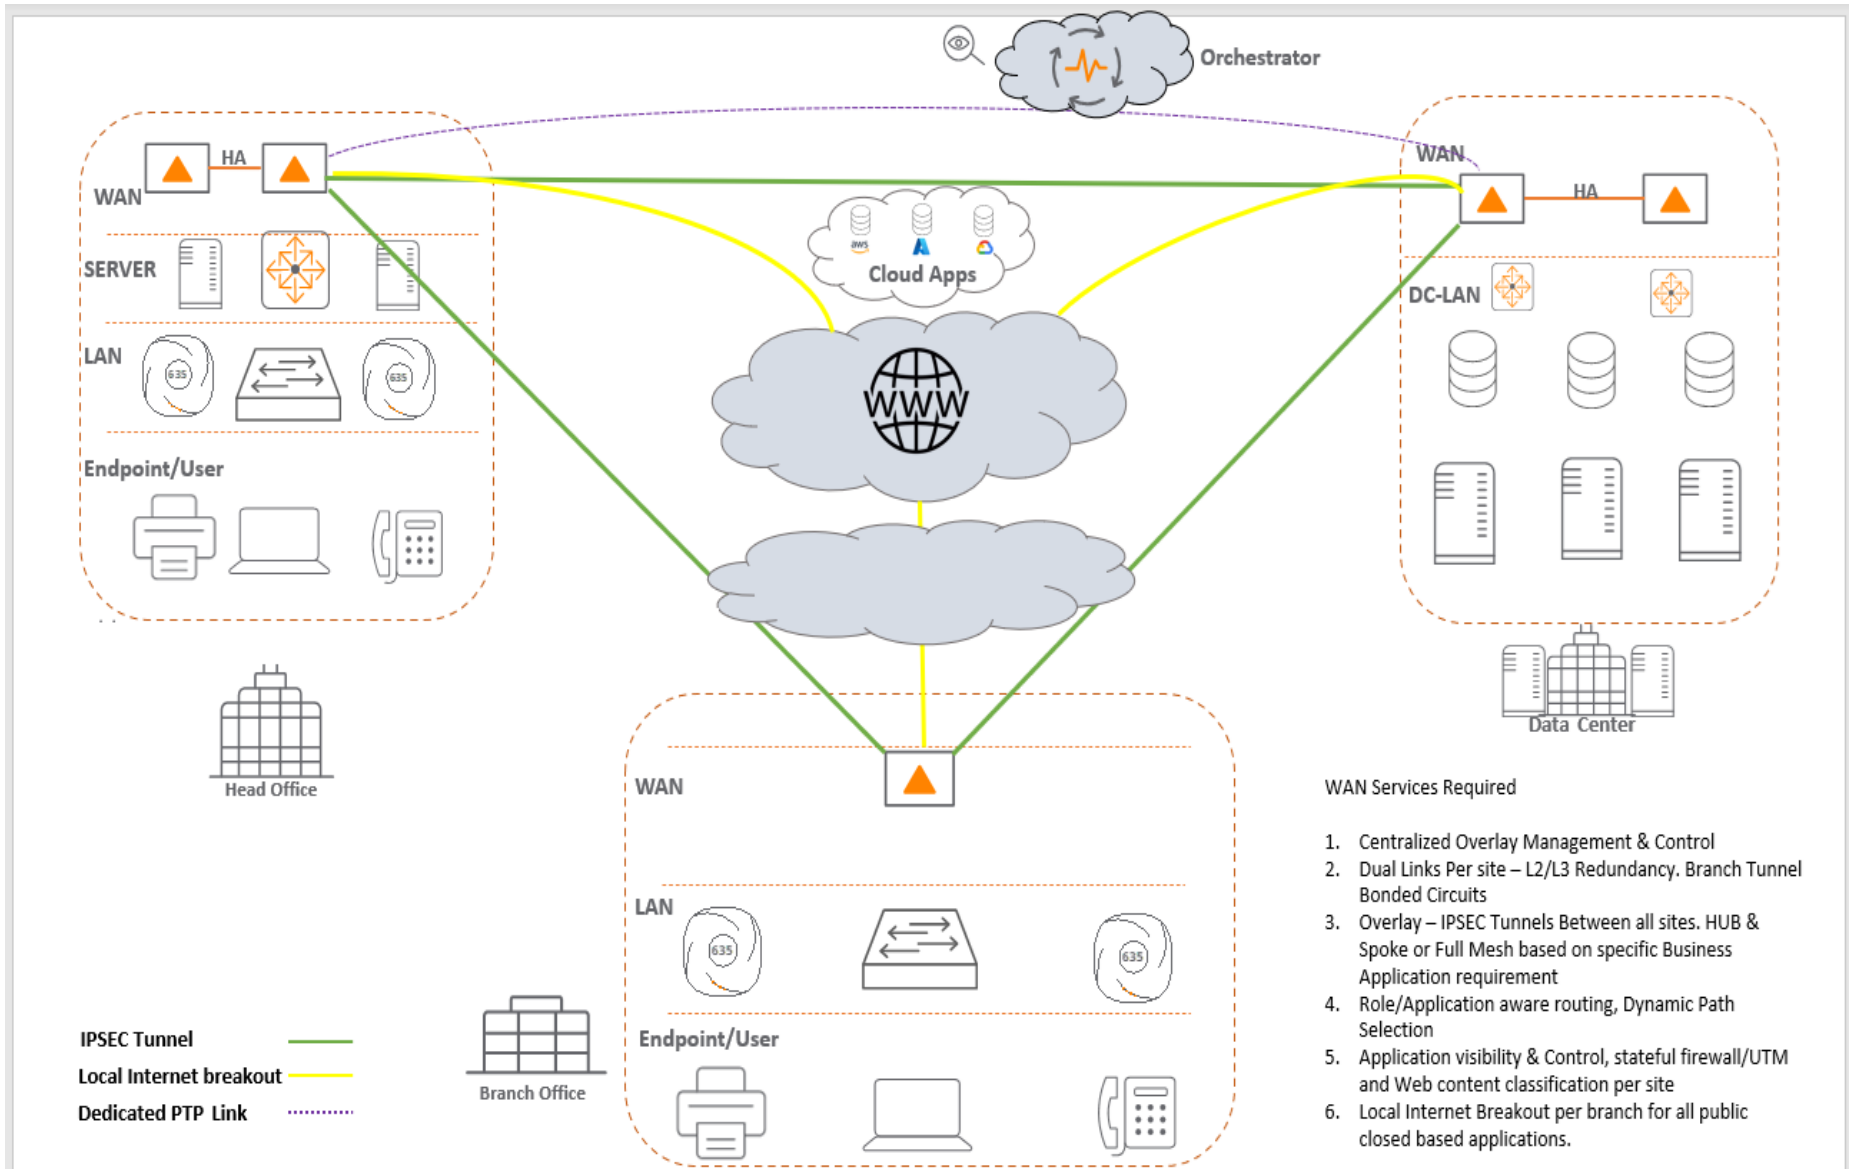 Orchestrator
HA
WAN
SERVER
LAN
635
635
Endpoint/User
Head Office
aws
Cloud Apps
WWW
WAN
HA
DC-LAN
Data Center
WAN
LAN
635
635
Endpoint/User
Branch Office
IPSEC Tunnel
Local Internet breakout
Dedicated PTP Link
WAN Services Required
1. Centralized Overlay Management & Control
2. Dual Links Per site – L2/L3 Redundancy. Branch Tunnel
Bonded Circuits
3. Overlay – IPSEC Tunnels Between all sites. HUB &
Spoke or Full Mesh based on specific Business
Application requirement
4. Role/Application aware routing, Dynamic Path
Selection
5. Application visibility & Control, stateful firewall/UTM
and Web content classification per site
6. Local Internet Breakout per branch for all public
closed based applications.